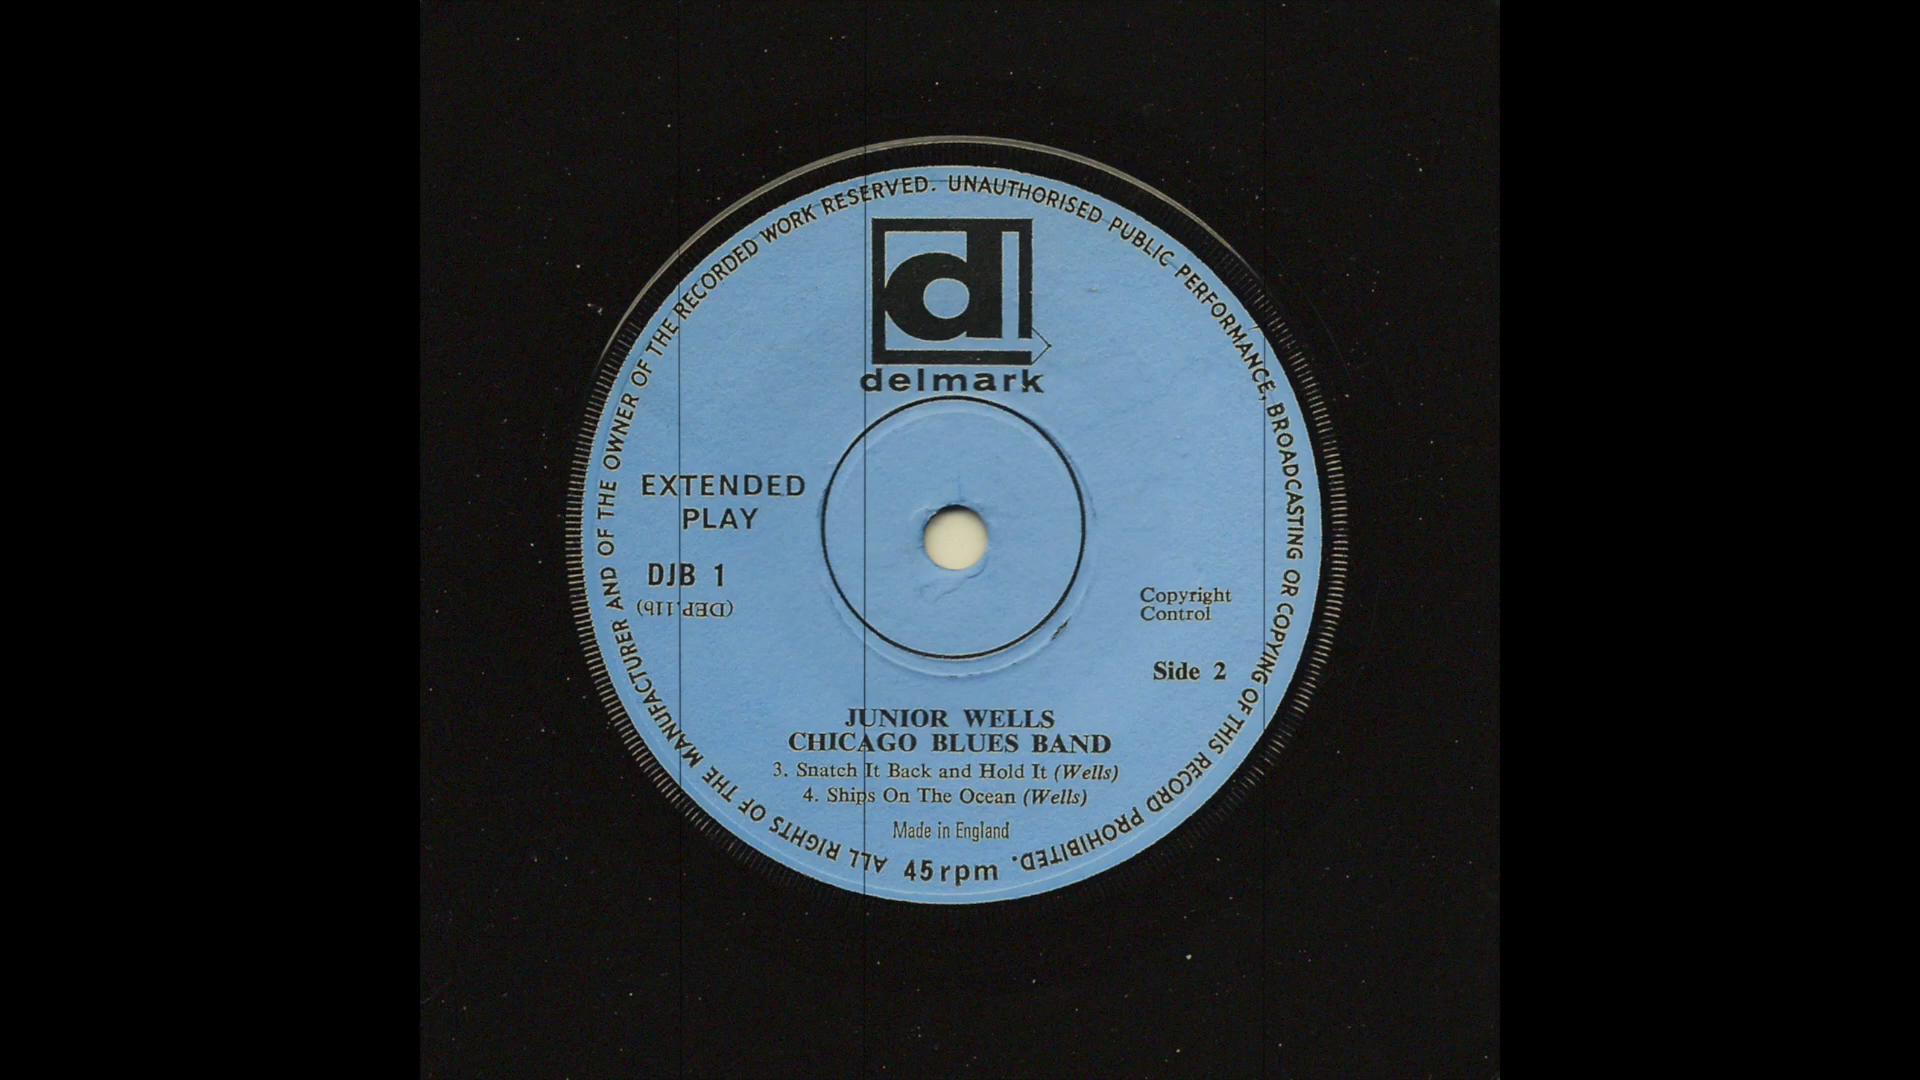 ALL RIGHTS OF THE MANUFACTURER AND OF THE OWNER OF THE RECORDED WORK RESERVED. UNAUTHORISED PUBLIC PERFORMANCE, BROADCASTING OR COPYING OF THIS RECORD PROHIBITED.
d
delmark
EXTENDED
PLAY
DJB 1
(DEP.11b)
Copyright
Control
Side 2
JUNIOR WELLS
CHICAGO BLUES BAND
3. Snatch It Back and Hold It (Wells)
4. Ships On The Ocean (Wells)
Made in England
45rpm